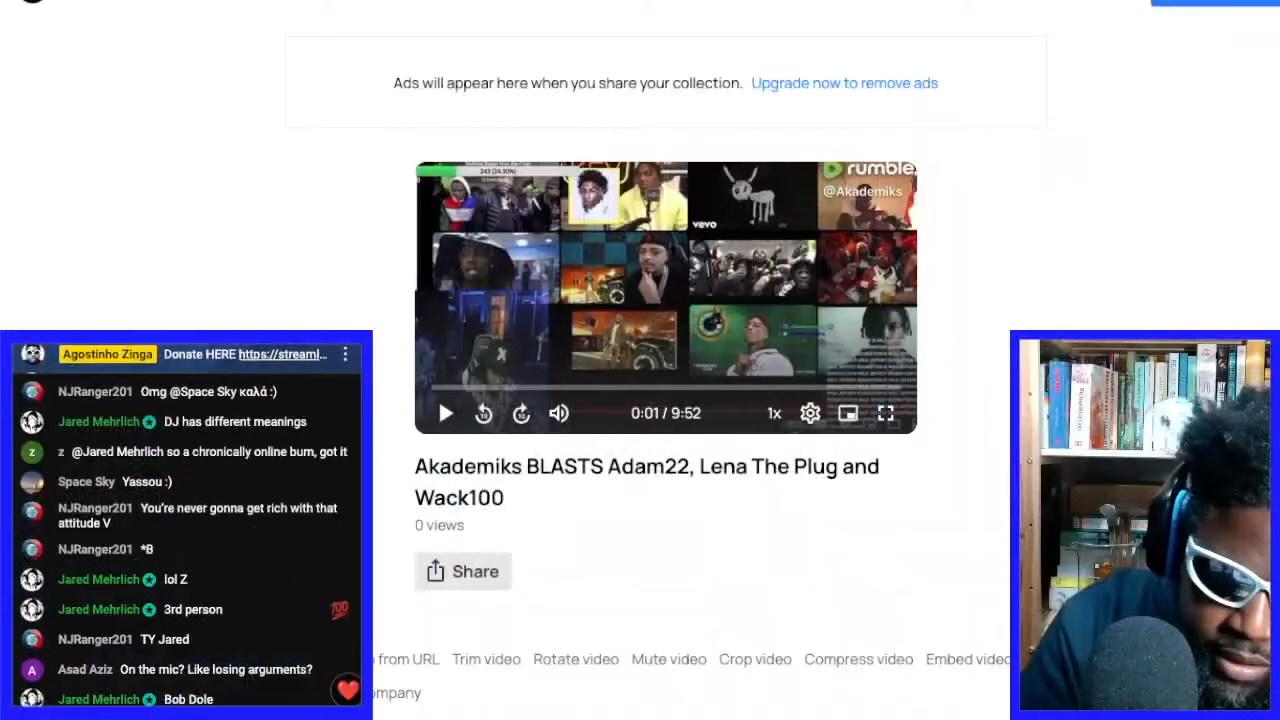 Ads will appear here when you share your collection. Upgrade now to remove ads
243 (24.30%)
rumble
@Akademiks
vevo
0:01 / 9:52
1x
Akademiks BLASTS Adam22, Lena The Plug and
Wack100
0 views
Share
from URL Trim video Rotate video Mute video Crop video Compress video Embed video
ompany
Agostinho Zinga Donate HERE https://streaml...
NJRanger201 Omg @Space Sky καλά :)
Jared Mehrlich DJ has different meanings
z z @Jared Mehrlich so a chronically online bum, got it
Space Sky Yassou :)
NJRanger201 You're never gonna get rich with that
attitude V
NJRanger201 *B
Jared Mehrlich lol Z
Jared Mehrlich 3rd person
100
NJRanger201 TY Jared
A Asad Aziz On the mic? Like losing arguments?
Jared Mehrlich Bob Dole